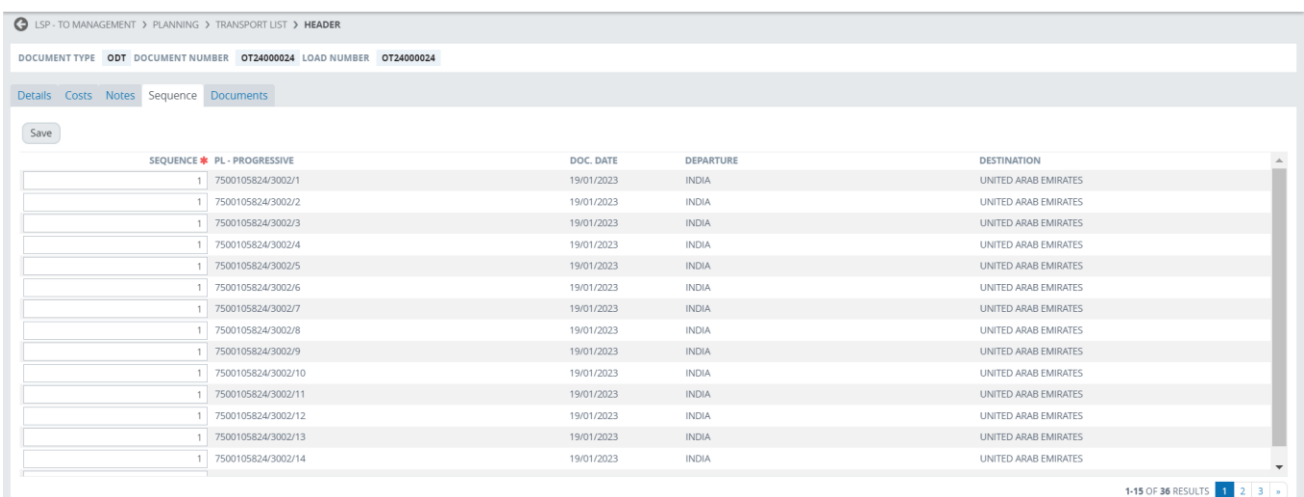 LSP - TO MANAGEMENT > PLANNING > TRANSPORT LIST > HEADER
DOCUMENT TYPE ODT DOCUMENT NUMBER OT24000024 LOAD NUMBER OT24000024
Details Costs Notes Sequence Documents
Save
SEQUENCE * PL - PROGRESSIVE DOC. DATE DEPARTURE DESTINATION
1 7500105824/3002/1 19/01/2023 INDIA UNITED ARAB EMIRATES
1 7500105824/3002/2 19/01/2023 INDIA UNITED ARAB EMIRATES
1 7500105824/3002/3 19/01/2023 INDIA UNITED ARAB EMIRATES
1 7500105824/3002/4 19/01/2023 INDIA UNITED ARAB EMIRATES
1 7500105824/3002/5 19/01/2023 INDIA UNITED ARAB EMIRATES
1 7500105824/3002/6 19/01/2023 INDIA UNITED ARAB EMIRATES
1 7500105824/3002/7 19/01/2023 INDIA UNITED ARAB EMIRATES
1 7500105824/3002/8 19/01/2023 INDIA UNITED ARAB EMIRATES
1 7500105824/3002/9 19/01/2023 INDIA UNITED ARAB EMIRATES
1 7500105824/3002/10 19/01/2023 INDIA UNITED ARAB EMIRATES
1 7500105824/3002/11 19/01/2023 INDIA UNITED ARAB EMIRATES
1 7500105824/3002/12 19/01/2023 INDIA UNITED ARAB EMIRATES
1 7500105824/3002/13 19/01/2023 INDIA UNITED ARAB EMIRATES
1 7500105824/3002/14 19/01/2023 INDIA UNITED ARAB EMIRATES
1-15 OF 36 RESULTS 1 2 3 »